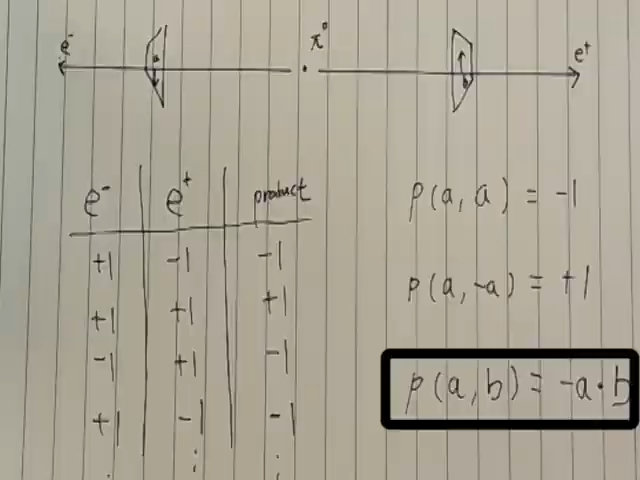 e⁻ π⁰ e⁺
a b
e⁻ e⁺ product
+1 -1 -1
+1 +1 +1
-1 +1 -1
+1 -1 -1
⋮ ⋮
p(a, a) = -1
p(a, -a) = +1
p(a, b) = -a·b